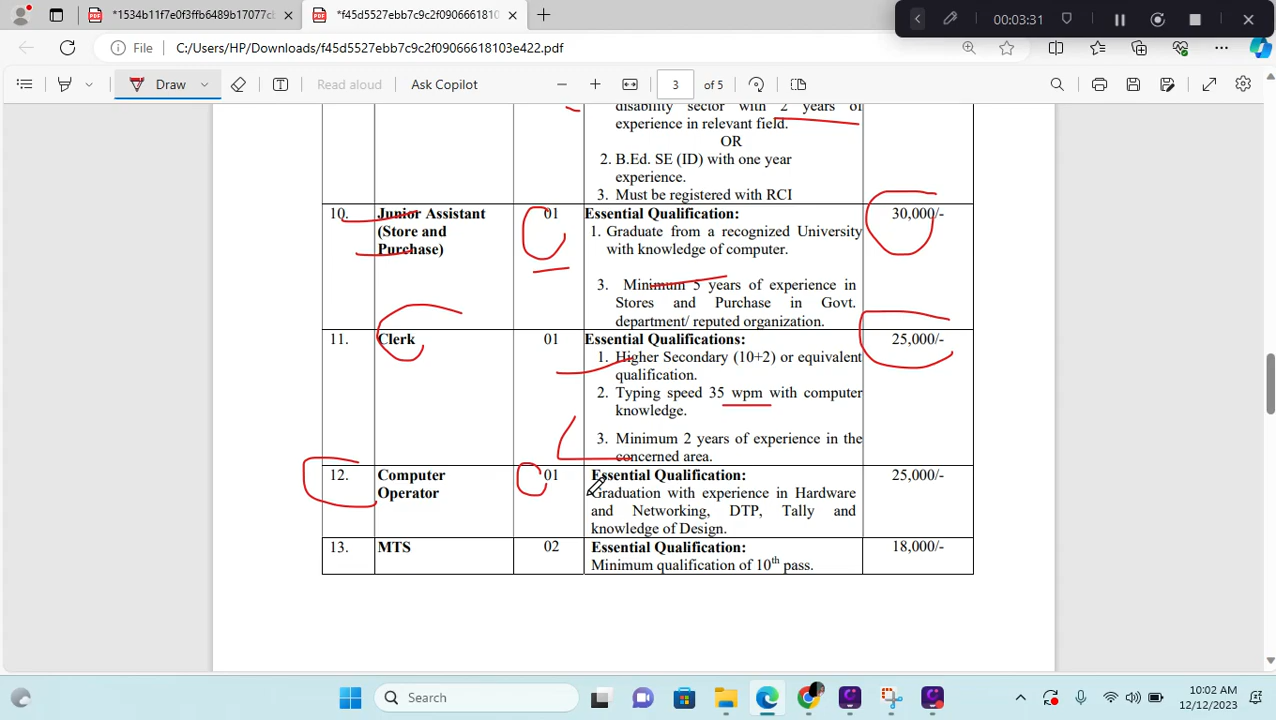 *1534b11f7e0f3ffb6489b17077cl
*f45d5527ebb7c9c2f0906661810
00:03:31
File
C:/Users/HP/Downloads/f45d5527ebb7c9c2f09066618103e422.pdf
Draw
Read aloud
Ask Copilot
3
of 5
disability sector with 2 years of
experience in relevant field.
OR
2. B.Ed. SE (ID) with one year
experience.
3. Must be registered with RCI
10.
Junior Assistant
(Store and
Purchase)
01
Essential Qualification:
1. Graduate from a recognized University
with knowledge of computer.
3. Minimum 5 years of experience in
Stores and Purchase in Govt.
department/ reputed organization.
30,000/-
11.
Clerk
01
Essential Qualifications:
1. Higher Secondary (10+2) or equivalent
qualification.
2. Typing speed 35 wpm with computer
knowledge.
3. Minimum 2 years of experience in the
concerned area.
25,000/-
12.
Computer
Operator
01
Essential Qualification:
Graduation with experience in Hardware
and Networking, DTP, Tally and
knowledge of Design.
25,000/-
13.
MTS
02
Essential Qualification:
Minimum qualification of 10th pass.
18,000/-
Search
10:02 AM
12/12/2023